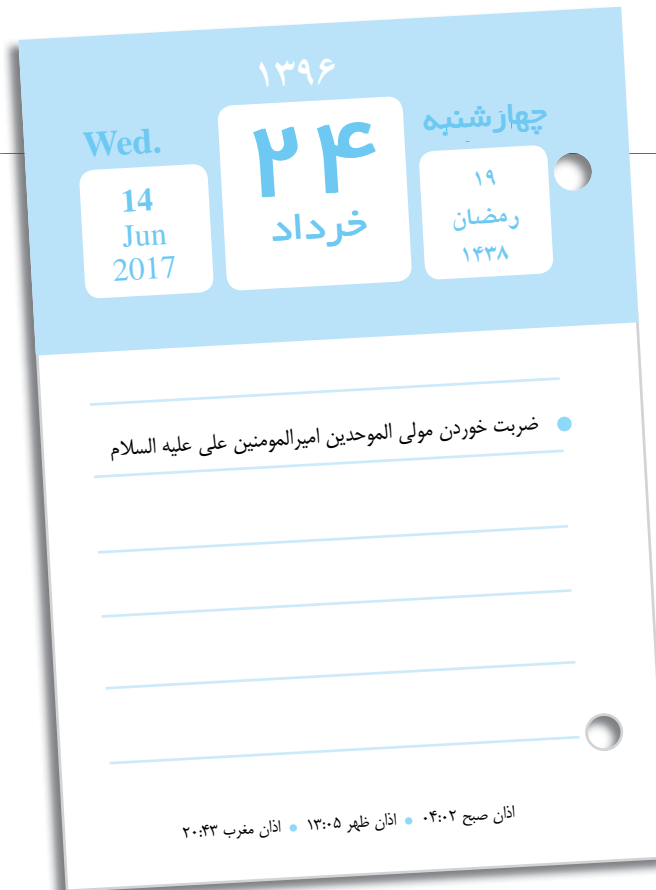 ۱۳۹۶
چهارشنبه
۱۹
رمضان
۱۴۳۸
۲۴
خرداد
Wed.
14
Jun
2017
ضربت خوردن مولی الموحدین امیرالمومنین علی علیه السلام
اذان صبح ۰۴:۰۲ • اذان ظهر ۱۳:۰۵ • اذان مغرب ۲۰:۴۳